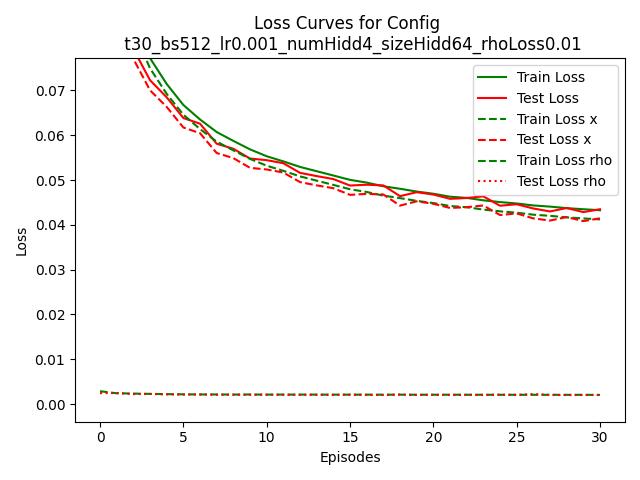 Loss Curves for Config
t30_bs512_lr0.001_numHidd4_sizeHidd64_rhoLoss0.01
Train Loss
Test Loss
Train Loss x
Test Loss x
Train Loss rho
Test Loss rho
0.07
0.06
0.05
0.04
0.03
0.02
0.01
0.00
Loss
0
5
10
15
20
25
30
Episodes